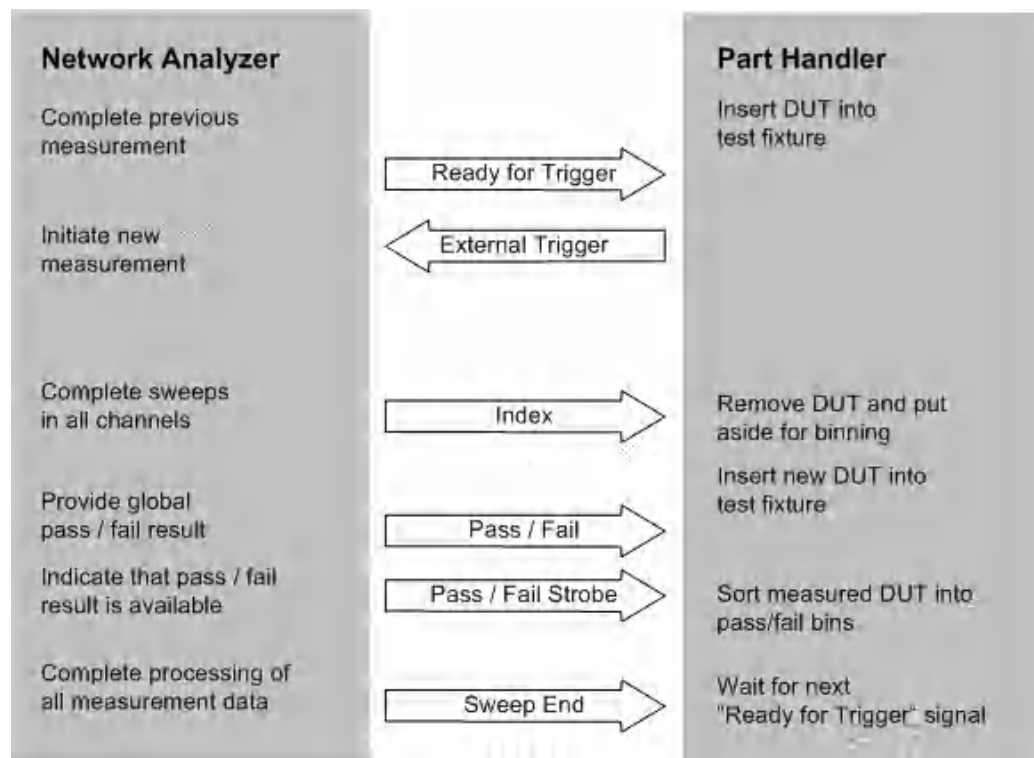 Network Analyzer
Complete previous
measurement
Initiate new
measurement
Complete sweeps
in all channels
Provide global
pass / fail result
Indicate that pass / fail
result is available
Complete processing of
all measurement data
Ready for Trigger
External Trigger
Index
Pass / Fail
Pass / Fail Strobe
Sweep End
Part Handler
Insert DUT into
test fixture
Remove DUT and put
aside for binning
Insert new DUT into
test fixture
Sort measured DUT into
pass/fail bins
Wait for next
"Ready for Trigger" signal